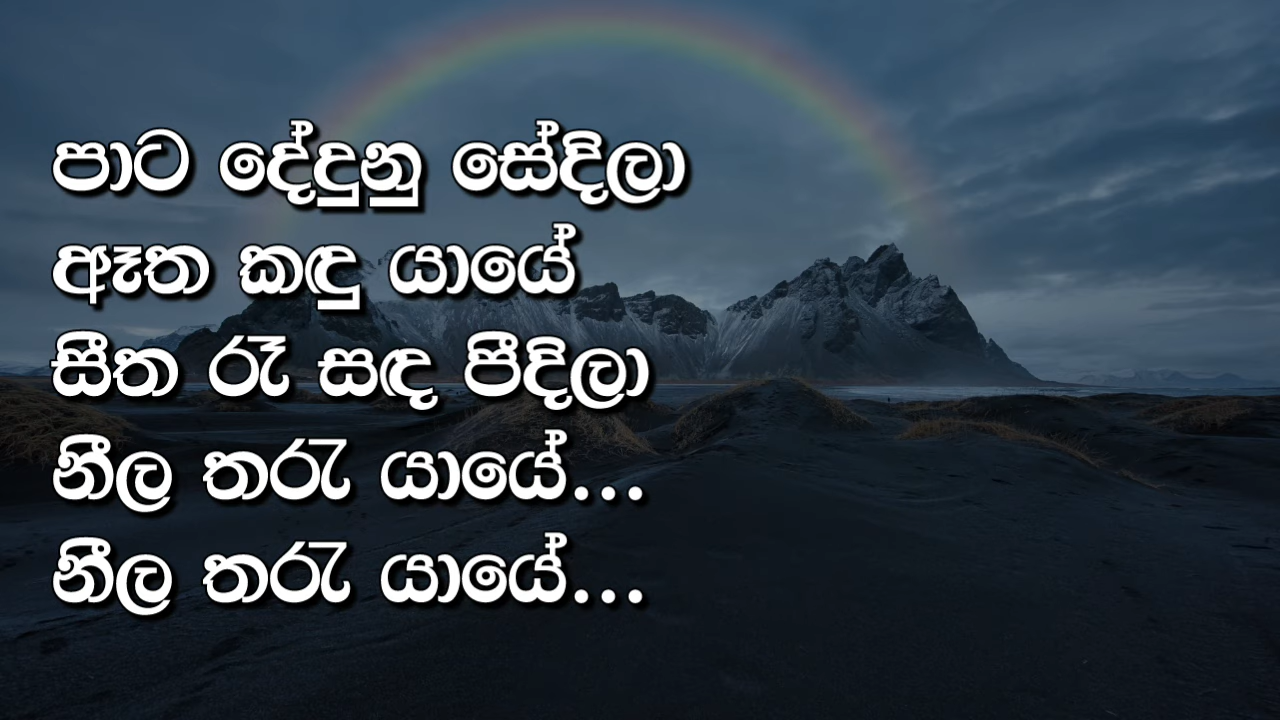 පාට දේදුනු සේදිලා
ඈත කඳු යායේ
සීත රෑ සඳ පීදිලා
නීල තරැ යායේ...
නීල තරැ යායේ...